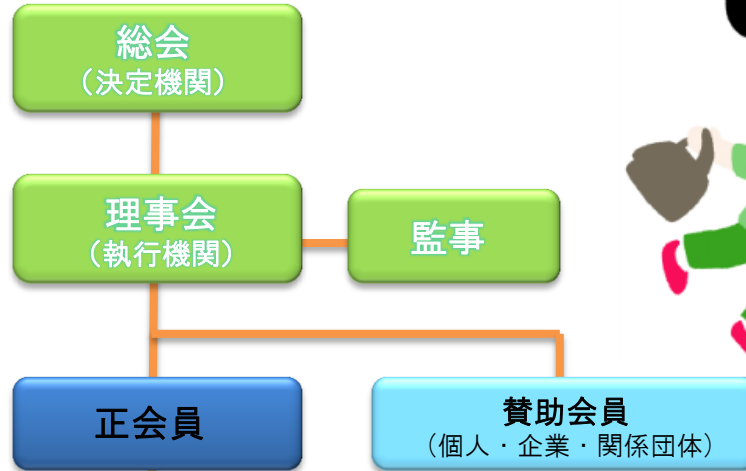 総会
（決定機関）
理事会
（執行機関）
監事
正会員
賛助会員
（個人・企業・関係団体）